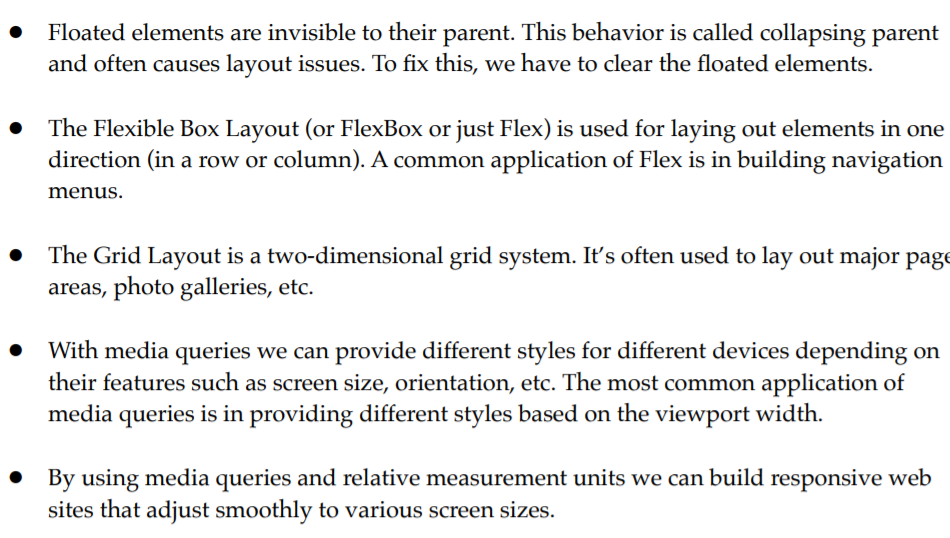 ● Floated elements are invisible to their parent. This behavior is called collapsing parent
and often causes layout issues. To fix this, we have to clear the floated elements.
● The Flexible Box Layout (or FlexBox or just Flex) is used for laying out elements in one
direction (in a row or column). A common application of Flex is in building navigation
menus.
● The Grid Layout is a two-dimensional grid system. It’s often used to lay out major page
areas, photo galleries, etc.
● With media queries we can provide different styles for different devices depending on
their features such as screen size, orientation, etc. The most common application of
media queries is in providing different styles based on the viewport width.
● By using media queries and relative measurement units we can build responsive web
sites that adjust smoothly to various screen sizes.